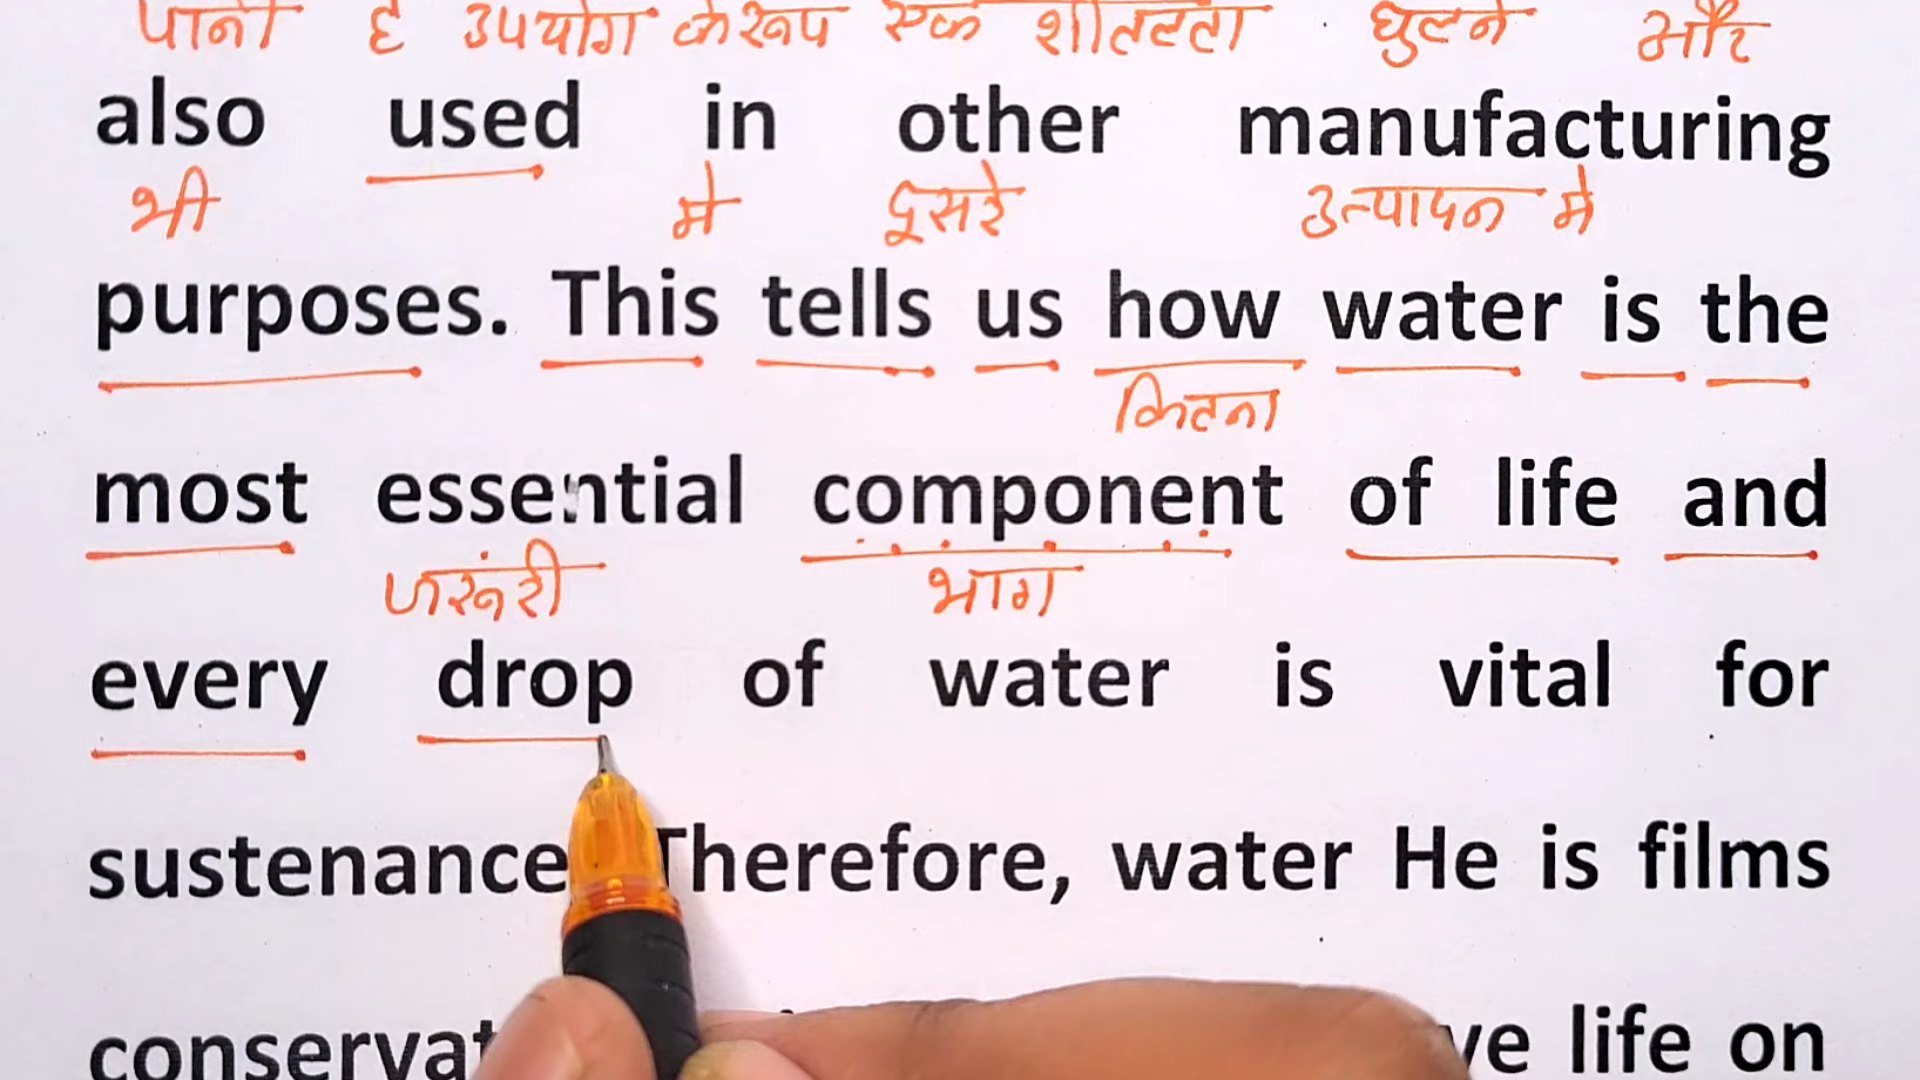 पानी है उपयोग के रूप एक शीतलता घुलने और
also used in other manufacturing
भी में दूसरे उत्पादन में
purposes. This tells us how water is the
कितना
most essential component of life and
जरूरी भाग
every drop of water is vital for
sustenance Therefore, water He is films
life on